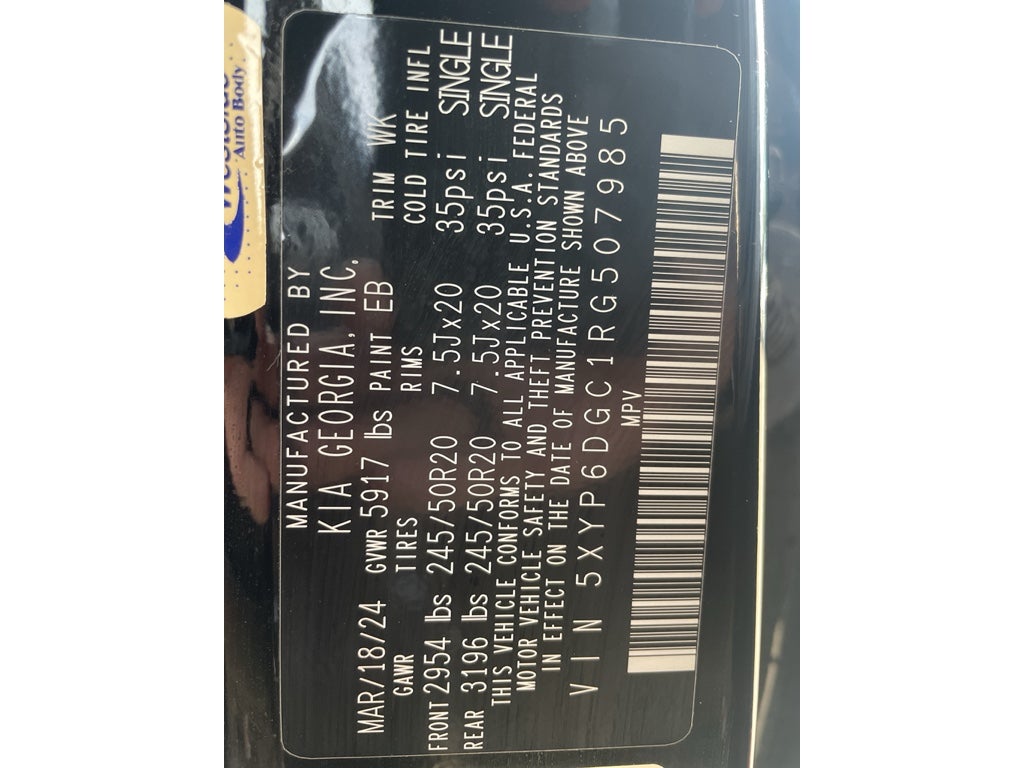 Westside
Auto Body
MANUFACTURED BY
KIA GEORGIA, INC.
MAR/18/24 GVWR 5917 lbs PAINT EB TRIM WK
GAWR TIRES RIMS COLD TIRE INFL
FRONT 2954 lbs 245/50R20 7.5Jx20 35psi SINGLE
REAR 3196 lbs 245/50R20 7.5Jx20 35psi SINGLE
THIS VEHICLE CONFORMS TO ALL APPLICABLE U.S.A. FEDERAL
MOTOR VEHICLE SAFETY AND THEFT PREVENTION STANDARDS
IN EFFECT ON THE DATE OF MANUFACTURE SHOWN ABOVE
VIN 5XYP6DGC1RG507985
MPV